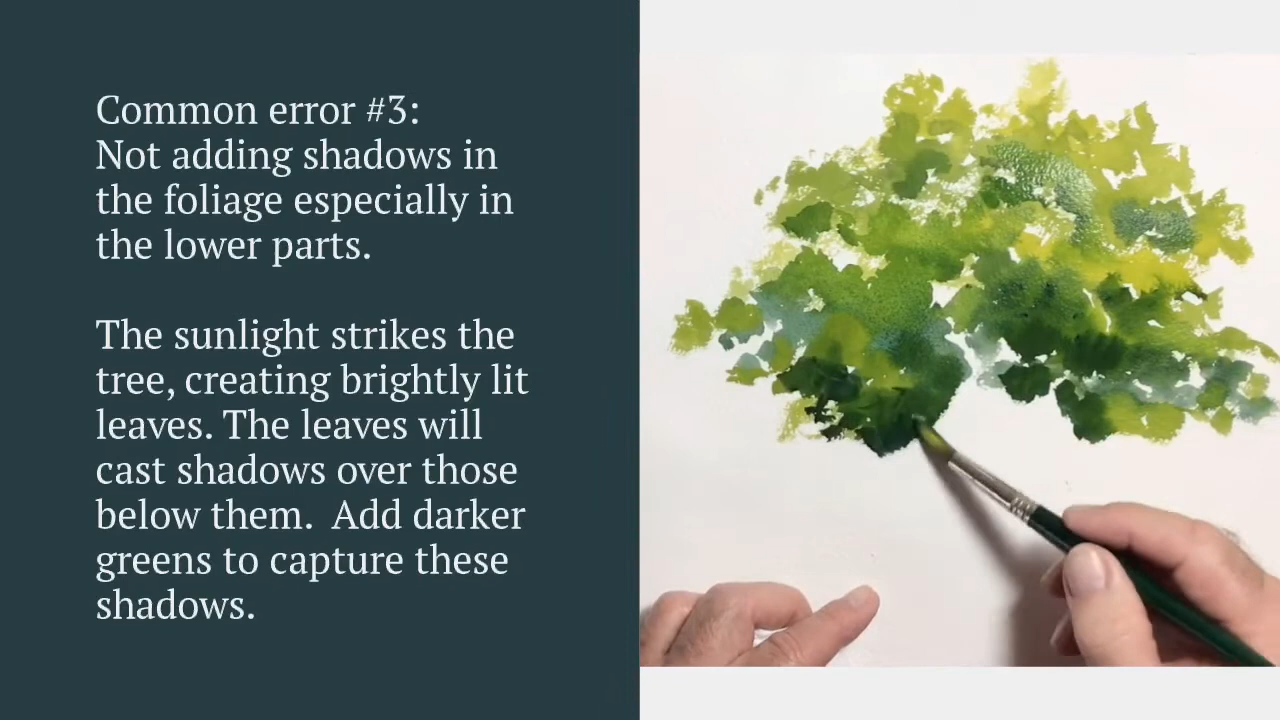 Common error #3:
Not adding shadows in
the foliage especially in
the lower parts.
The sunlight strikes the
tree, creating brightly lit
leaves. The leaves will
cast shadows over those
below them.  Add darker
greens to capture these
shadows.